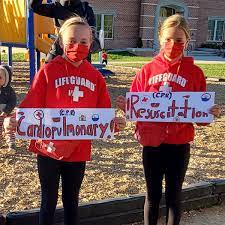 LIFEGUARD
LIFEGUARD
(CPR)
Cardiopulmonary
(CPR)
Resuscitation